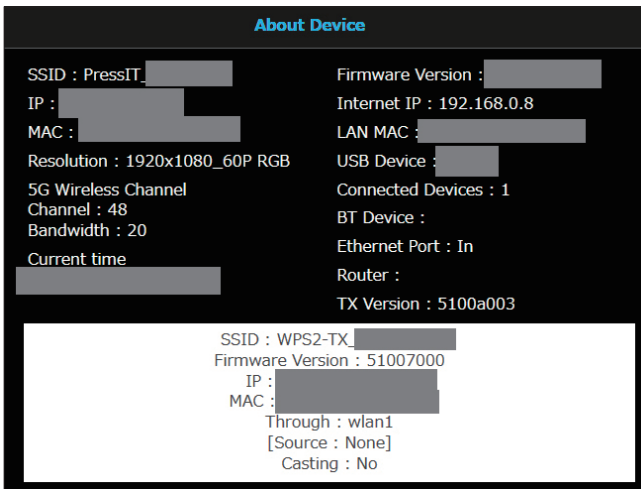 About Device
SSID : PressIT_
IP :
MAC :
Resolution : 1920x1080_60P RGB
5G Wireless Channel
Channel : 48
Bandwidth : 20
Current time
Firmware Version :
Internet IP : 192.168.0.8
LAN MAC :
USB Device :
Connected Devices : 1
BT Device :
Ethernet Port : In
Router :
TX Version : 5100a003
SSID : WPS2-TX_
Firmware Version : 51007000
IP :
MAC :
Through : wlan1
[Source : None]
Casting : No